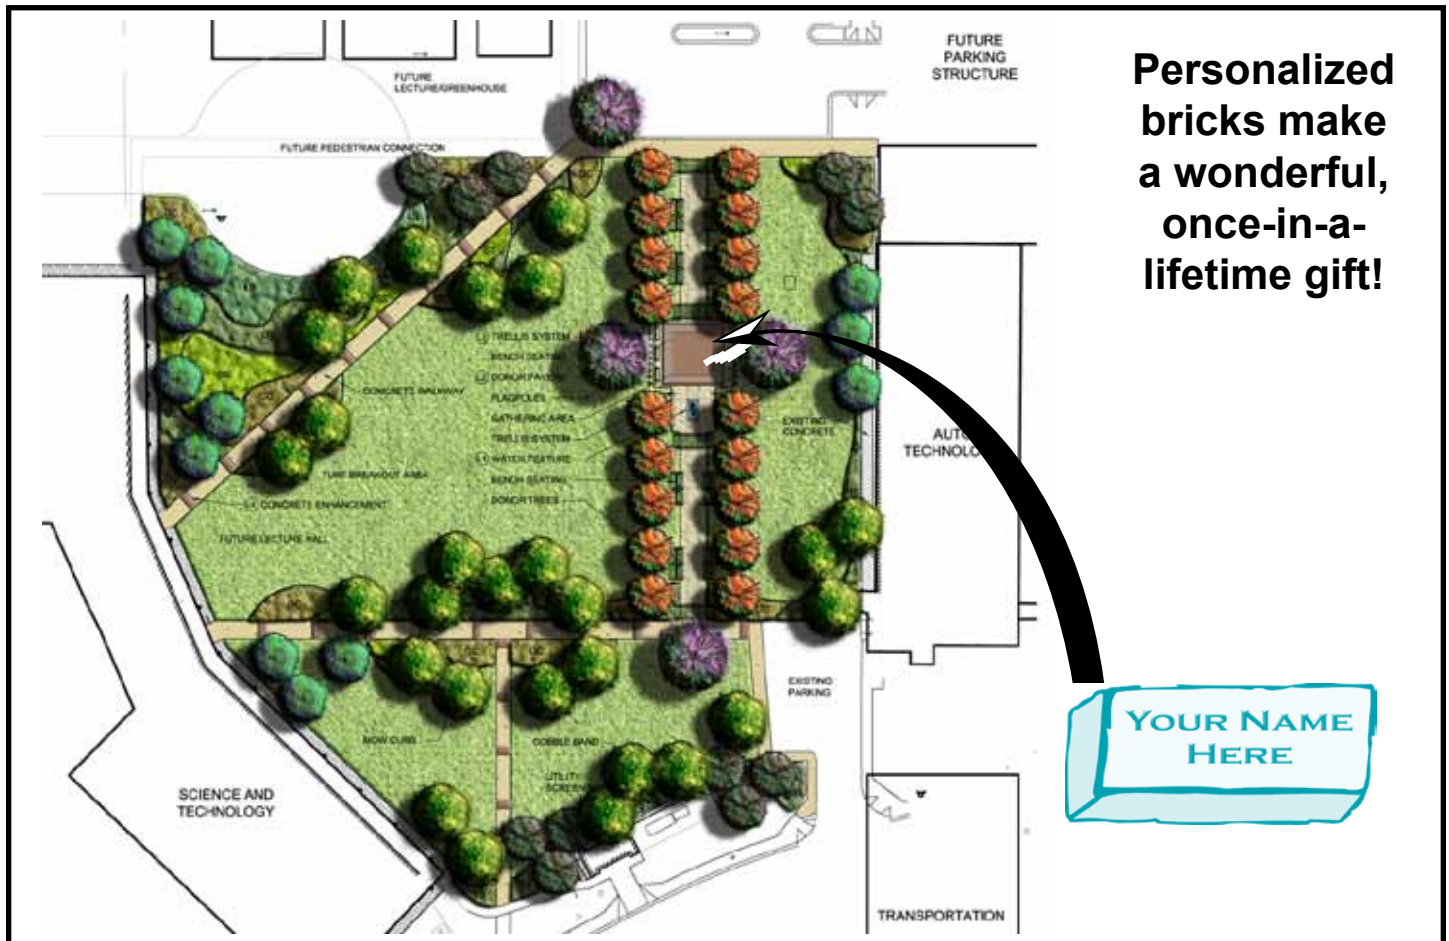 FUTURE
LECTURE/GREENHOUSE
FUTURE
PARKING
STRUCTURE
Personalized
bricks make
a wonderful,
once-in-a-
lifetime gift!
FUTURE PEDESTRIAN CONNECTION
TRELLIS SYSTEM
BENCH SEATING
DONOR PAVERS
FLAGPOLES
GATHERING AREA
TRELLIS SYSTEM
WATER FEATURE
BENCH SEATING
DONOR TREES
CONCRETE WALKWAY
EXISTING
CONCRETE
AUTO
TECHNOLOG
TURF BREAKOUT AREA
CONCRETE ENHANCEMENT
FUTURE LECTURE HALL
EXISTING
PARKING
YOUR NAME
HERE
MOW CURB
COBBLE BAND
UTILITY
SCREEN
SCIENCE AND
TECHNOLOGY
TRANSPORTATION